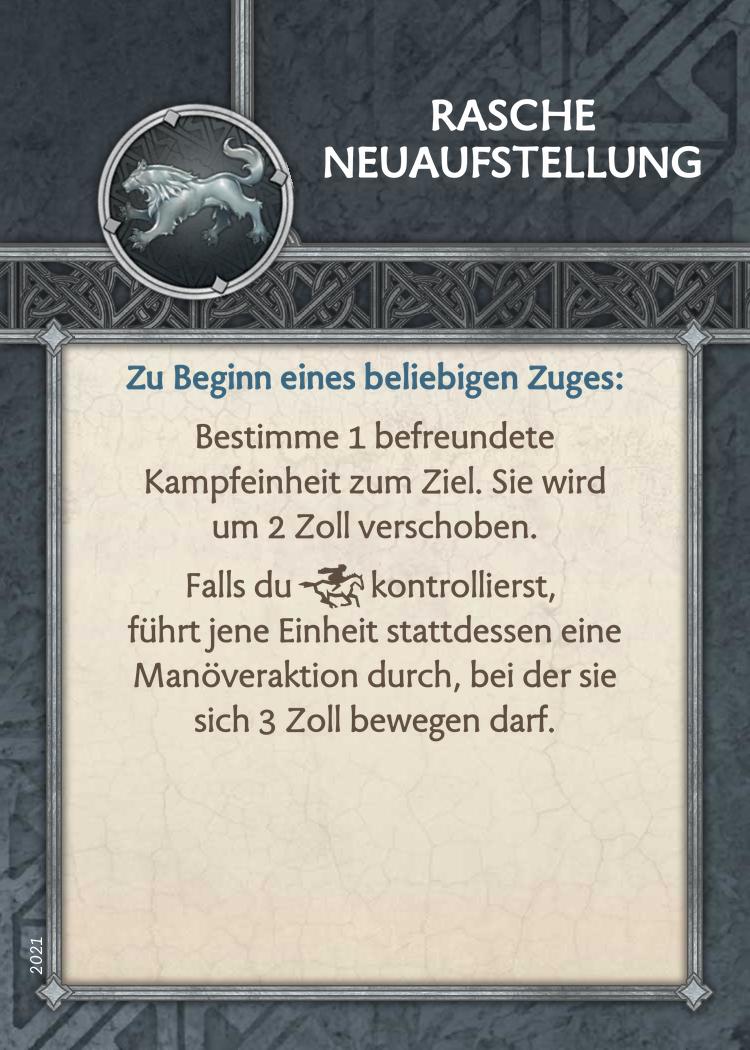 RASCHE
NEUAUFSTELLUNG
Zu Beginn eines beliebigen Zuges:
Bestimme 1 befreundete
Kampfeinheit zum Ziel. Sie wird
um 2 Zoll verschoben.
Falls du kontrollierst,
führt jene Einheit stattdessen eine
Manöveraktion durch, bei der sie
sich 3 Zoll bewegen darf.
2021